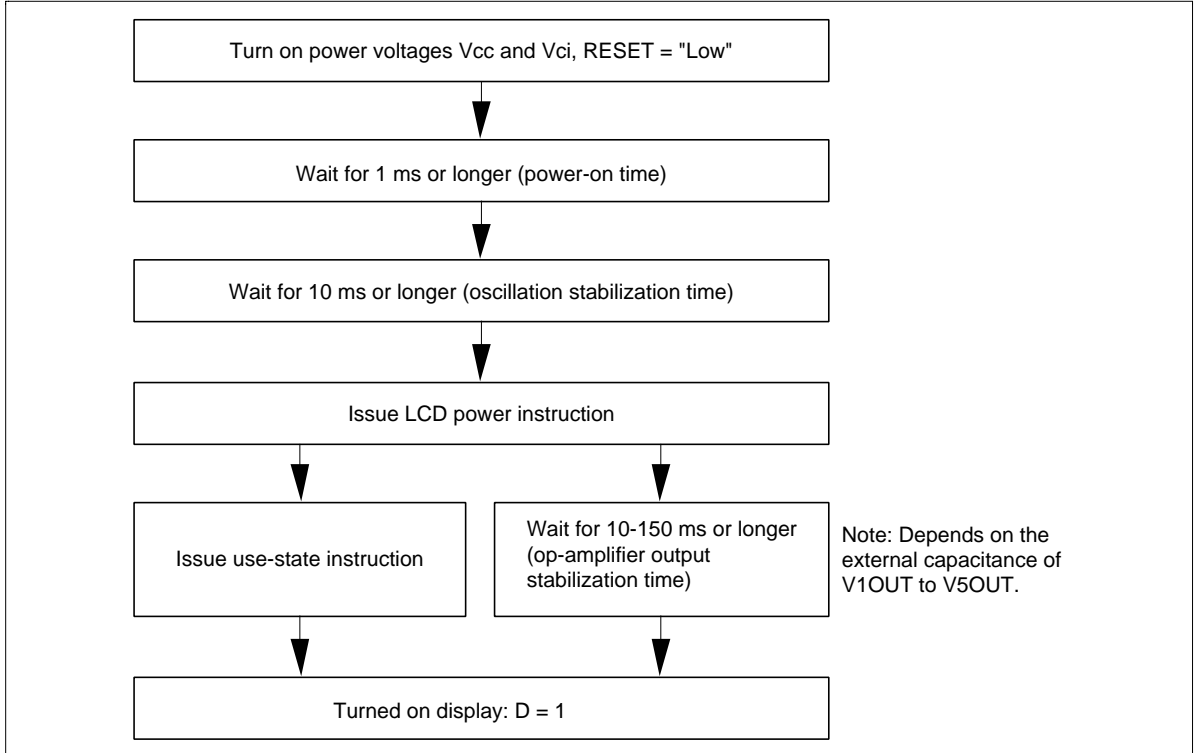 Turn on power voltages Vcc and Vci, RESET = "Low"
Wait for 1 ms or longer (power-on time)
Wait for 10 ms or longer (oscillation stabilization time)
Issue LCD power instruction
Issue use-state instruction
Wait for 10-150 ms or longer
(op-amplifier output
stabilization time)
Note: Depends on the
external capacitance of
V1OUT to V5OUT.
Turned on display: D = 1